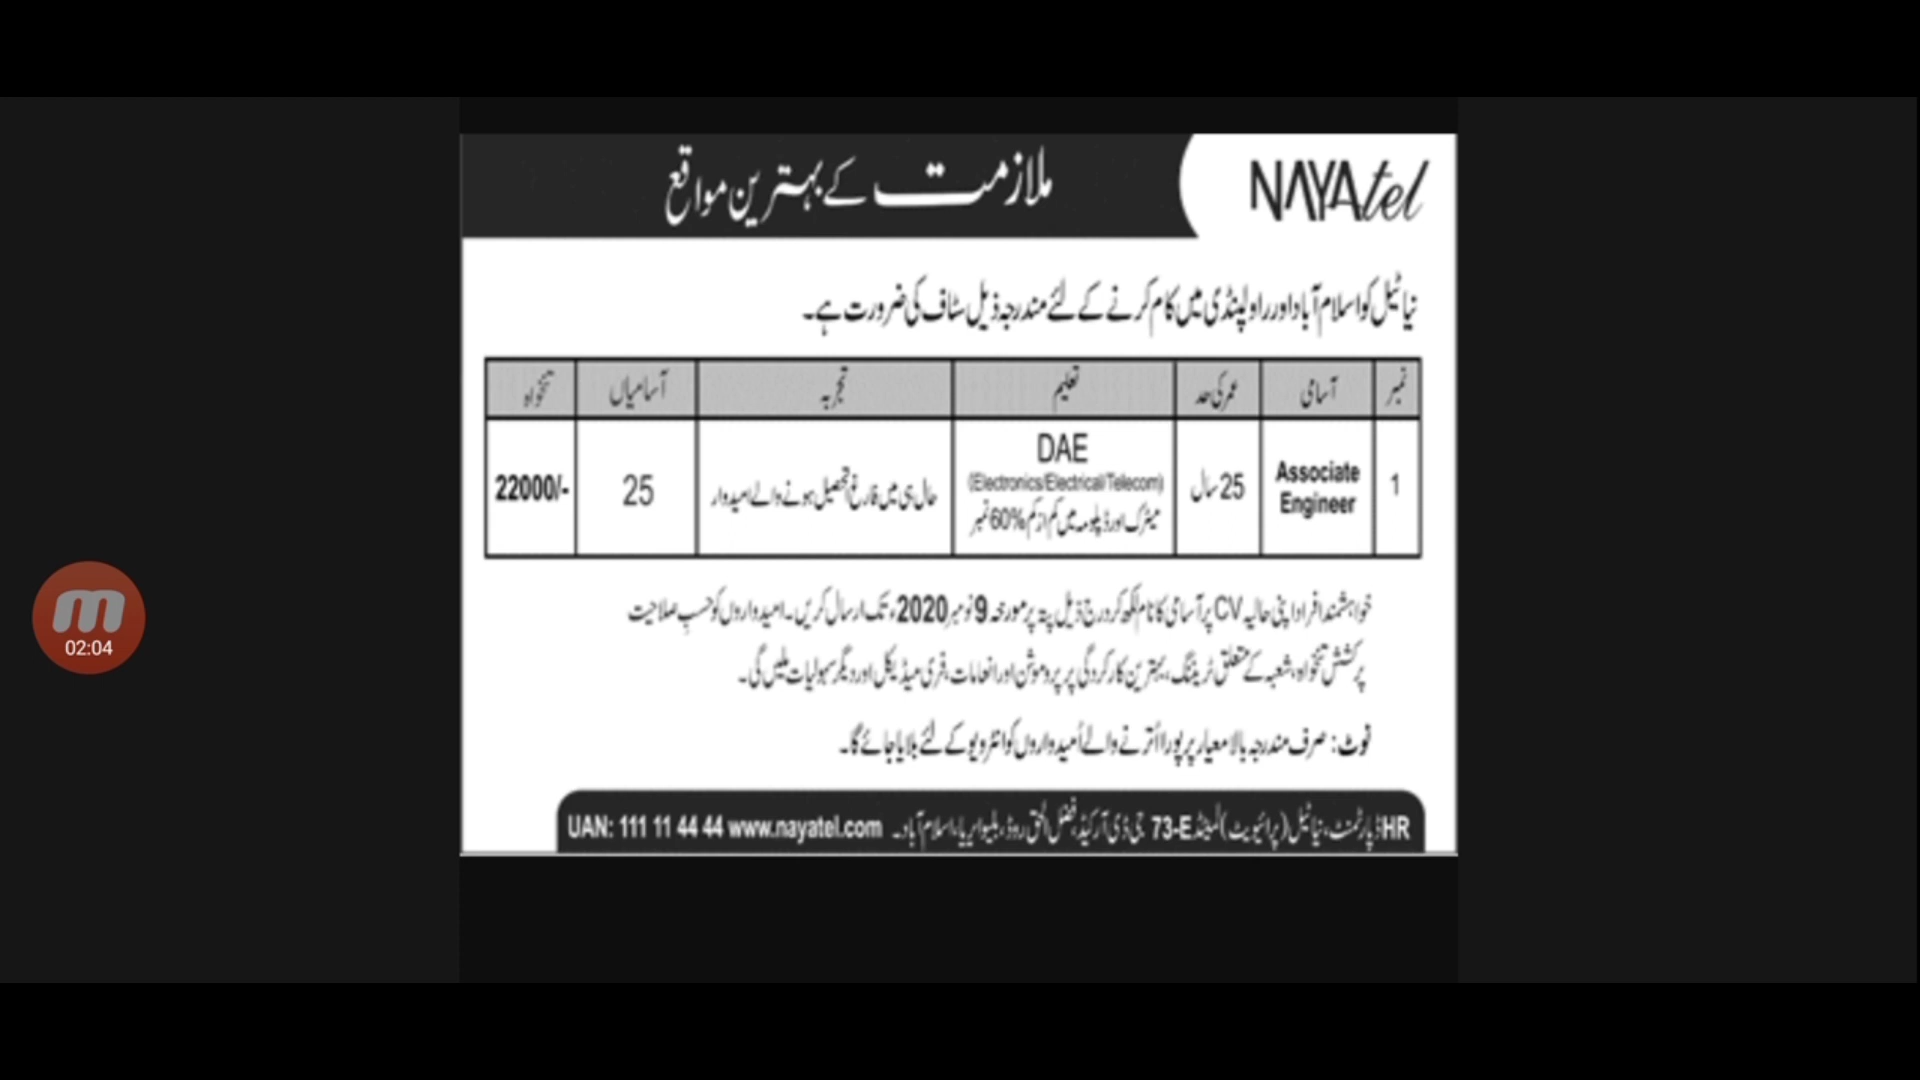 ملازمت کے بہترین مواقع
NAYAtel
نیاٹیل کو اسلام آباد اور راولپنڈی میں کام کرنے کے لئے مندرجہ ذیل سٹاف کی ضرورت ہے۔
نمبر آسامی عمر کی حد تعلیم تجربہ آسامیاں تنخواہ
1 Associate Engineer 25 سال DAE (Electronics/Electrical/Telecom) میٹرک اور ڈپلومہ میں کم از کم 60% نمبر حال ہی میں فارغ التحصیل ہونے والے امیدوار 25 22000/-
خواہشمند افراد اپنی حالیہ CV پر آسامی کا نام لکھ کر درج ذیل پتہ پر مورخہ 9 نومبر 2020ء تک ارسال کریں۔ امیدواروں کو حسبِ صلاحیت
پرکشش تنخواہ، شعبہ کے متعلق ٹریننگ، بہترین کارکردگی پر پروموشن اور انعامات، فری میڈیکل اور دیگر سہولیات ملیں گی۔
نوٹ: صرف مندرجہ بالا معیار پر پورا اُترنے والے اُمیدواروں کو انٹرویو کے لئے بلایا جائے گا۔
HR ڈیپارٹمنٹ، نیاٹیل (پرائیویٹ) لمیٹڈ 73-E جی ڈی آرکیڈ، فضل الحق روڈ، بلیو ایریا، اسلام آباد۔ UAN: 111 11 44 44 www.nayatel.com
02:04